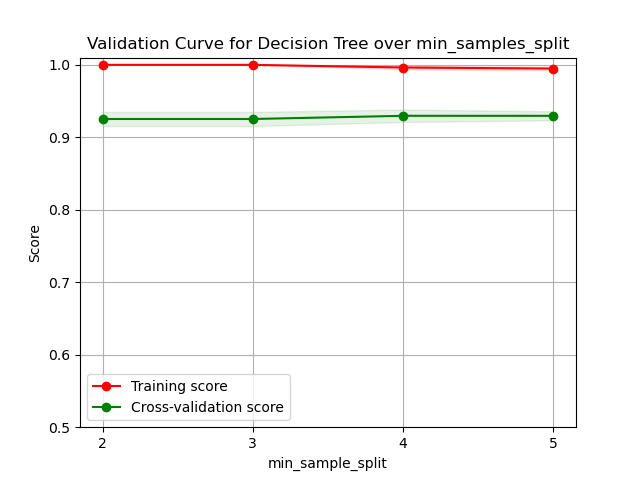 Validation Curve for Decision Tree over min_samples_split
1.0
0.9
0.8
0.7
0.6
0.5
Score
Training score
Cross-validation score
2 3 4 5
min_sample_split